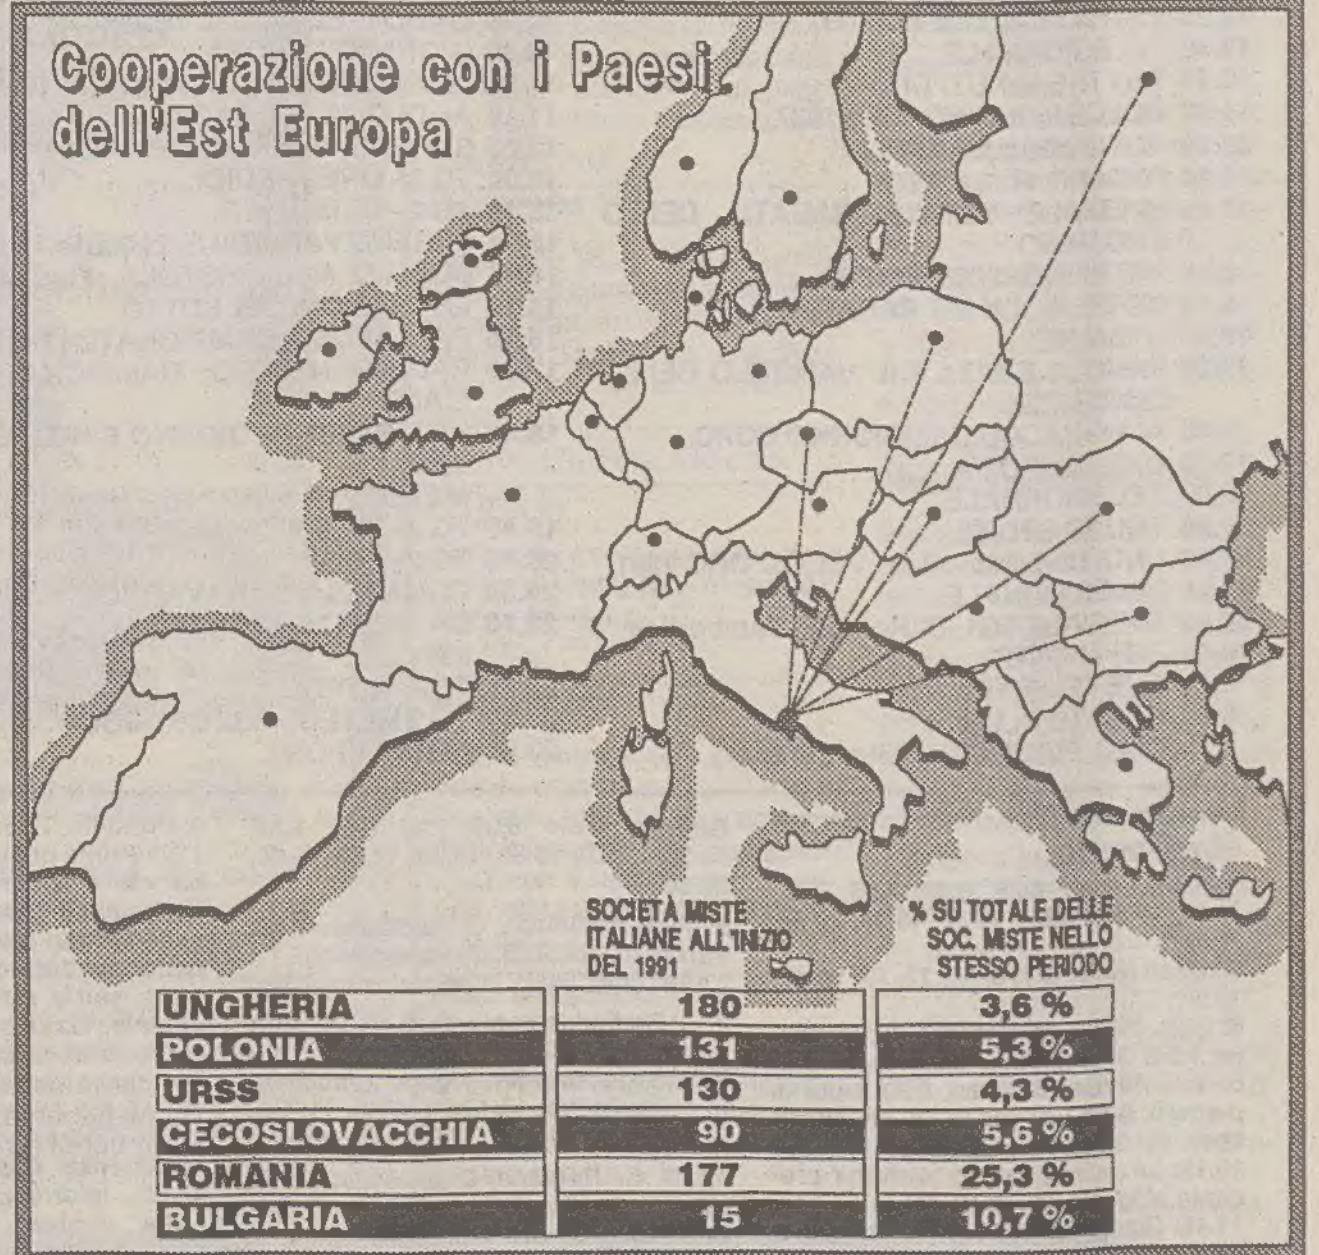 Cooperazione con i Paesi
dell'Est Europa
SOCIETÀ MISTE
ITALIANE ALL'INIZIO
DEL 1991
% SU TOTALE DELLE
SOC. MISTE NELLO
STESSO PERIODO
UNGHERIA 180 3,6 %
POLONIA 131 5,3 %
URSS 130 4,3 %
CECOSLOVACCHIA 90 5,6 %
ROMANIA 177 25,3 %
BULGARIA 15 10,7 %